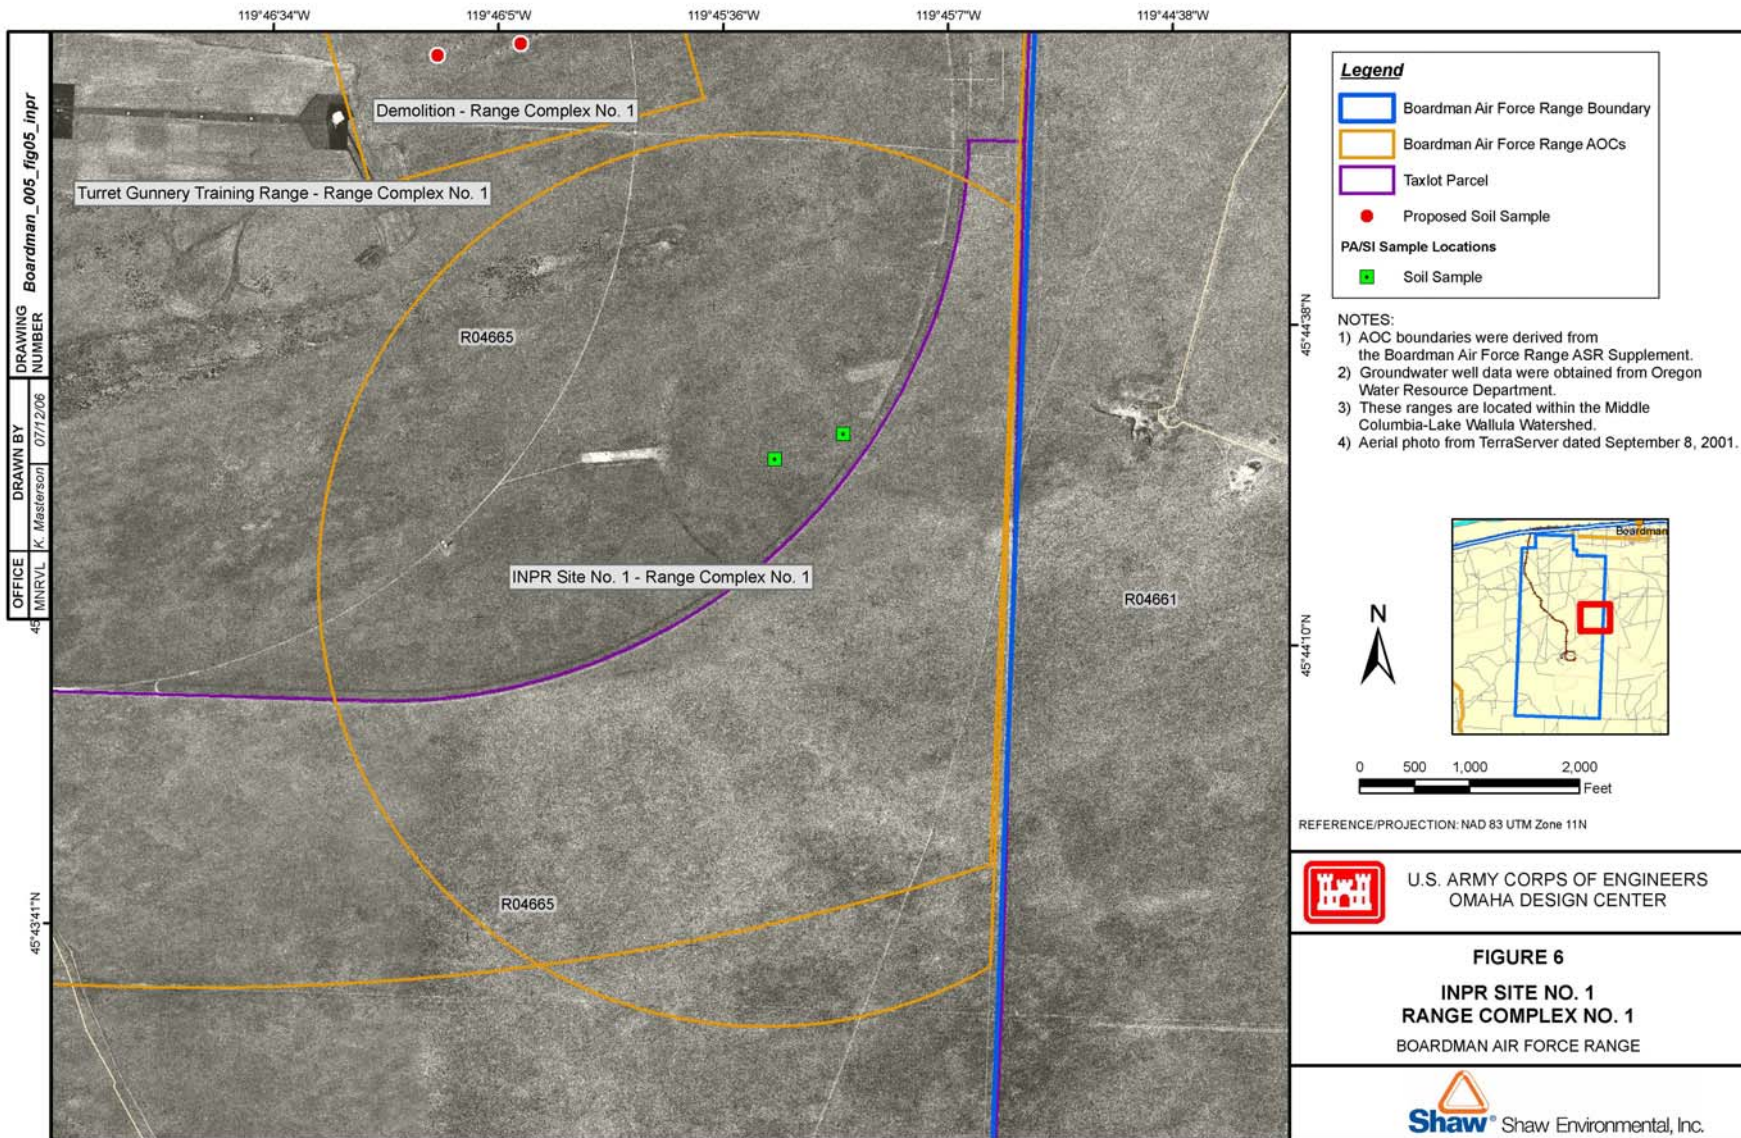 119°46'34"W
119°46'5"W
119°45'36"W
119°45'7"W
119°44'38"W
DRAWING NUMBER
Boardman_005_fig05_inpr
DRAWN BY
K. Masterson 07/12/06
OFFICE
MNRVL
45
45°43'41"N
Demolition - Range Complex No. 1
Turret Gunnery Training Range - Range Complex No. 1
R04665
INPR Site No. 1 - Range Complex No. 1
R04661
R04665
45°44'38"N
45°44'10"N
Legend
Boardman Air Force Range Boundary
Boardman Air Force Range AOCs
Taxlot Parcel
Proposed Soil Sample
PA/SI Sample Locations
Soil Sample
NOTES:
1) AOC boundaries were derived from
the Boardman Air Force Range ASR Supplement.
2) Groundwater well data were obtained from Oregon
Water Resource Department.
3) These ranges are located within the Middle
Columbia-Lake Wallula Watershed.
4) Aerial photo from TerraServer dated September 8, 2001.
Boardman
N
0 500 1,000 2,000
Feet
REFERENCE/PROJECTION: NAD 83 UTM Zone 11N
U.S. ARMY CORPS OF ENGINEERS
OMAHA DESIGN CENTER
FIGURE 6
INPR SITE NO. 1
RANGE COMPLEX NO. 1
BOARDMAN AIR FORCE RANGE
Shaw® Shaw Environmental, Inc.